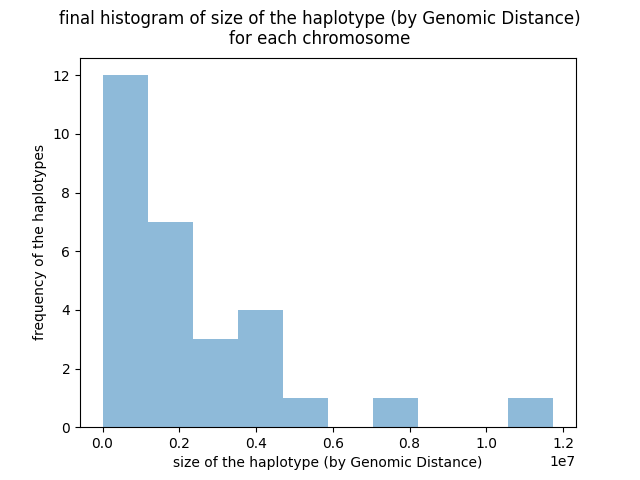 final histogram of size of the haplotype (by Genomic Distance)
for each chromosome
12
10
8
6
4
2
0
frequency of the haplotypes
0.0 0.2 0.4 0.6 0.8 1.0 1.2
1e7
size of the haplotype (by Genomic Distance)